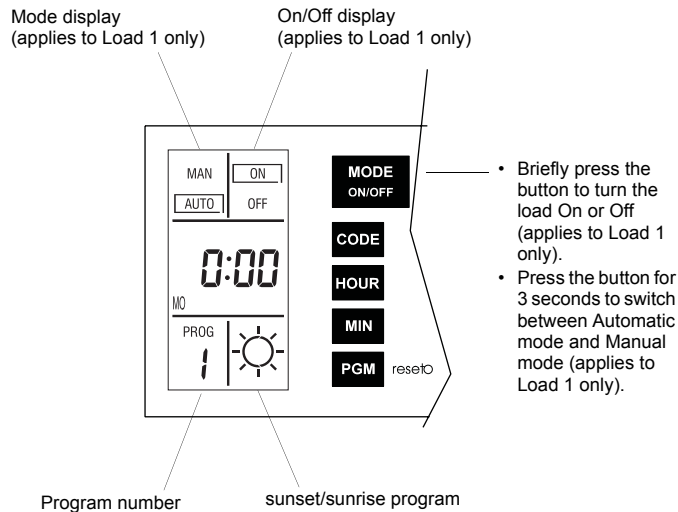 Mode display
(applies to Load 1 only)
On/Off display
(applies to Load 1 only)
MAN
ON
AUTO
OFF
0:00
MO
PROG
1
MODE
ON/OFF
CODE
HOUR
MIN
PGM
reset
• Briefly press the
button to turn the
load On or Off
(applies to Load 1
only).
• Press the button for
3 seconds to switch
between Automatic
mode and Manual
mode (applies to
Load 1 only).
Program number
sunset/sunrise program